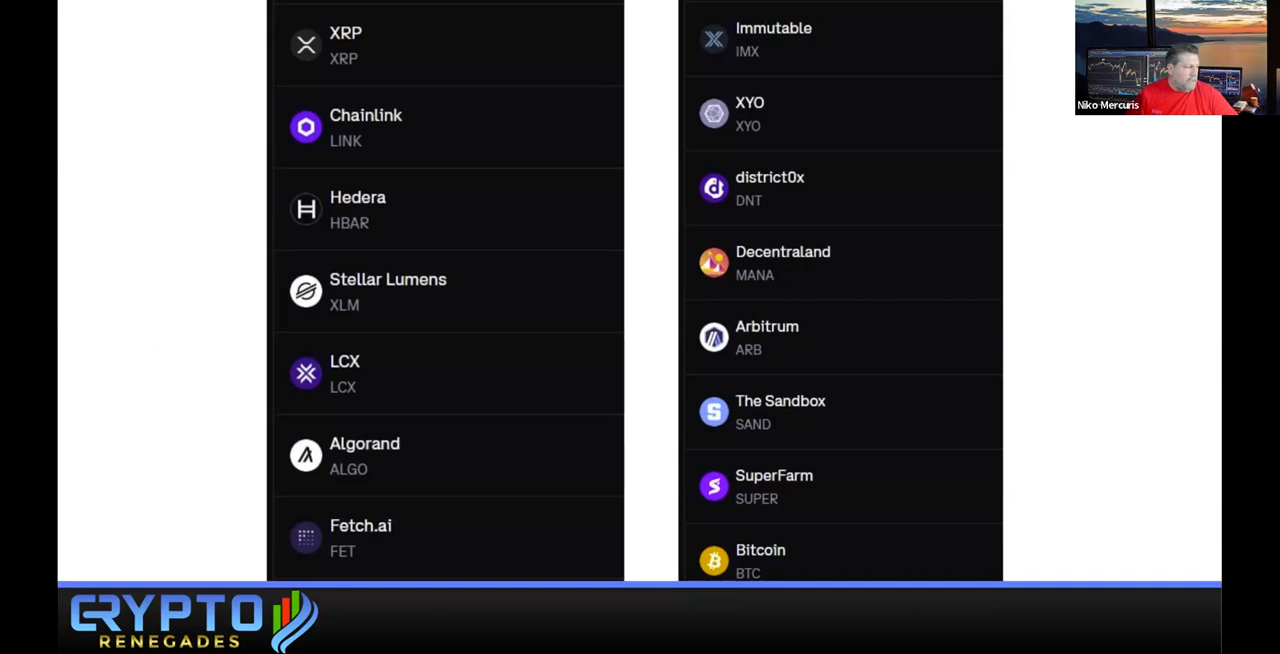 XRP
XRP
Chainlink
LINK
Hedera
HBAR
Stellar Lumens
XLM
LCX
LCX
Algorand
ALGO
Fetch.ai
FET
Immutable
IMX
XYO
XYO
district0x
DNT
Decentraland
MANA
Arbitrum
ARB
The Sandbox
SAND
SuperFarm
SUPER
Bitcoin
BTC
Niko Mercuris
CRYPTO
RENEGADES